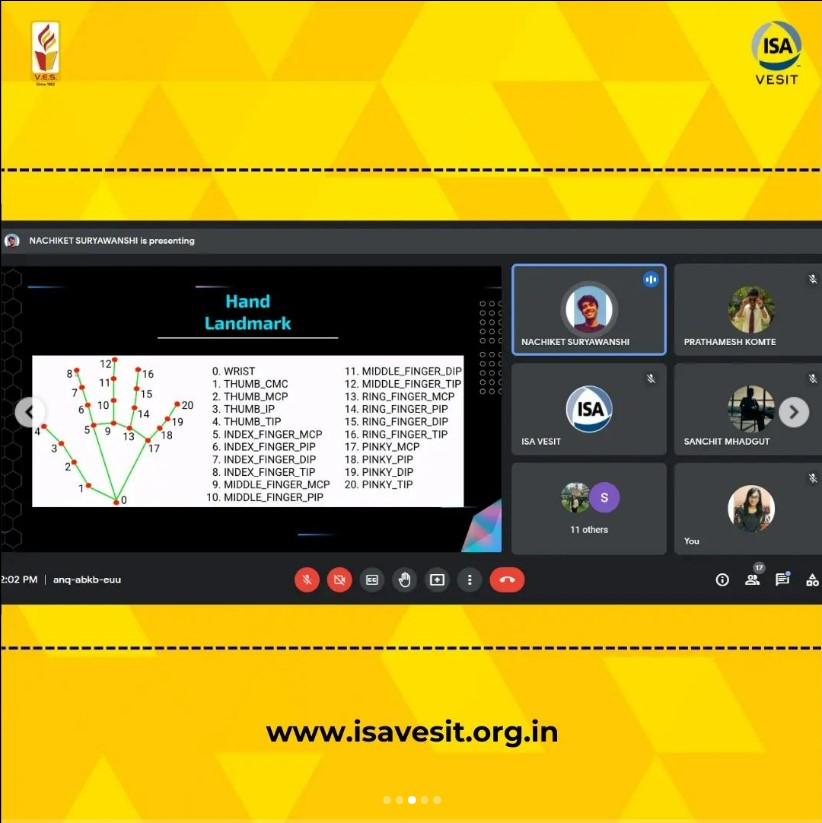 V.E.S.
Since 1962
ISA
VESIT
NACHIKET SURYAWANSHI is presenting
Hand
Landmark
0. WRIST
1. THUMB_CMC
2. THUMB_MCP
3. THUMB_IP
4. THUMB_TIP
5. INDEX_FINGER_MCP
6. INDEX_FINGER_PIP
7. INDEX_FINGER_DIP
8. INDEX_FINGER_TIP
9. MIDDLE_FINGER_MCP
10. MIDDLE_FINGER_PIP
11. MIDDLE_FINGER_DIP
12. MIDDLE_FINGER_TIP
13. RING_FINGER_MCP
14. RING_FINGER_PIP
15. RING_FINGER_DIP
16. RING_FINGER_TIP
17. PINKY_MCP
18. PINKY_PIP
19. PINKY_DIP
20. PINKY_TIP
12
8
16
7
11
15
6
10
14
20
19
5
9
13
18
4
3
17
2
1
0
NACHIKET SURYAWANSHI
PRATHAMESH KOMTE
ISA
ISA VESIT
SANCHIT MHADGUT
S
11 others
You
2:02 PM | anq-abkb-euu
CC
17
www.isavesit.org.in